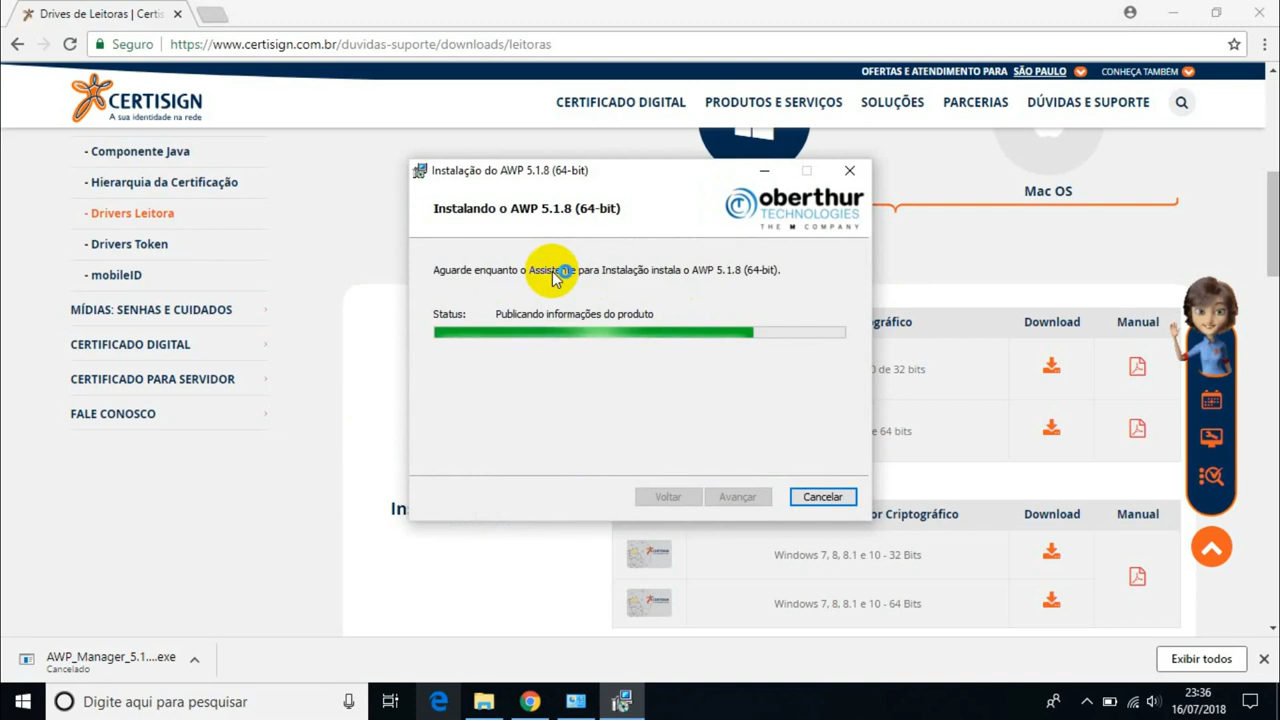 Drives de Leitoras | Certis
Seguro
https://www.certisign.com.br/duvidas-suporte/downloads/leitoras
OFERTAS E ATENDIMENTO PARA SÃO PAULO
CONHEÇA TAMBÉM
CERTISIGN
A sua identidade na rede
CERTIFICADO DIGITAL
PRODUTOS E SERVIÇOS
SOLUÇÕES
PARCERIAS
DÚVIDAS E SUPORTE
- Componente Java
- Hierarquia da Certificação
- Drivers Leitora
- Drivers Token
- mobileID
MÍDIAS: SENHAS E CUIDADOS
CERTIFICADO DIGITAL
CERTIFICADO PARA SERVIDOR
FALE CONOSCO
Mac OS
Instalação do AWP 5.1.8 (64-bit)
Instalando o AWP 5.1.8 (64-bit)
oberthur
TECHNOLOGIES
THE M COMPANY
Aguarde enquanto o Assistente para Instalação instala o AWP 5.1.8 (64-bit).
Status: Publicando informações do produto
Voltar
Avançar
Cancelar
ográfico
Download
Manual
0 de 32 bits
e 64 bits
In
or Criptográfico
Download
Manual
CERTISIGN
Windows 7, 8, 8.1 e 10 - 32 Bits
CERTISIGN
Windows 7, 8, 8.1 e 10 - 64 Bits
AWP_Manager_5.1....exe
Cancelado
Exibir todos
Digite aqui para pesquisar
23:36
16/07/2018